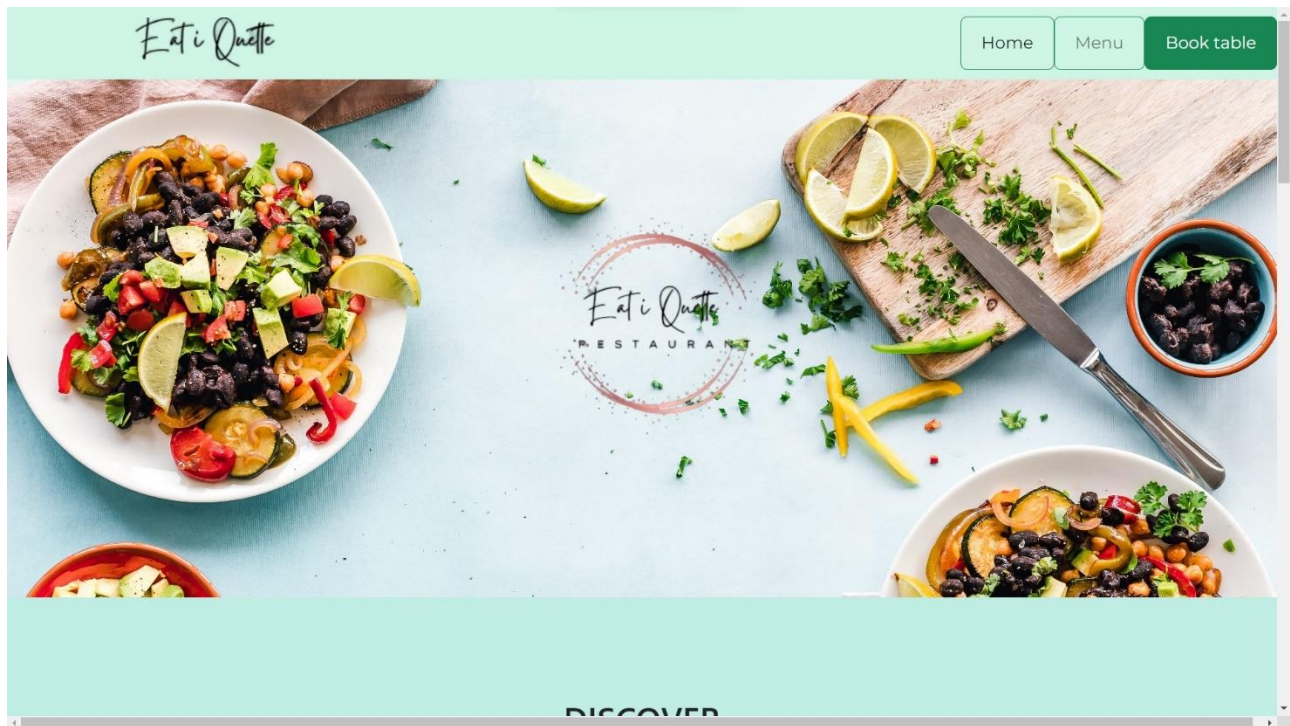 Eat i Quette
Home
Menu
Book table
Eat i Quette
RESTAURANT
DISCOVER